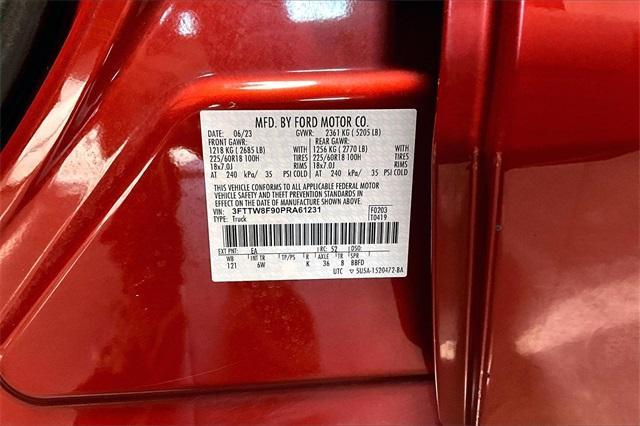 MFD. BY FORD MOTOR CO.
DATE: 06/23 GVWR: 2361 KG ( 5205 LB)
FRONT GAWR: REAR GAWR:
1218 KG ( 2685 LB) WITH 1256 KG ( 2770 LB) WITH
225/60R18 100H TIRES 225/60R18 100H TIRES
18x7.0J RIMS 18x7.0J RIMS
AT 240 kPa/ 35 PSI COLD AT 240 kPa/ 35 PSI COLD
THIS VEHICLE CONFORMS TO ALL APPLICABLE FEDERAL MOTOR
VEHICLE SAFETY AND THEFT PREVENTION STANDARDS IN
EFFECT ON THE DATE OF MANUFACTURE SHOWN ABOVE.
VIN: 3FTTW8F90PRA61231 F0203
TYPE: Truck T0419
EXT PNT: EA RC: 52 DSO:
WB INT TR TP/PS R AXLE TR SPR
121 6W K 36 8 BBFD
UTC ▽ 5U5A-1520472-BA